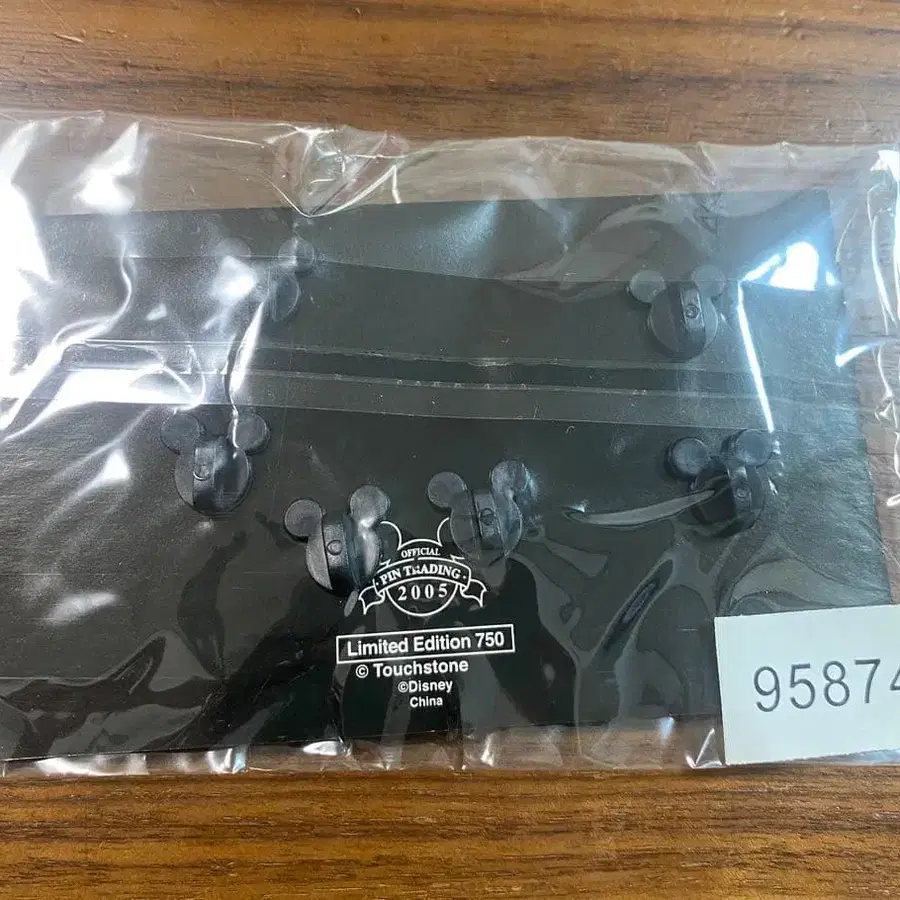 OFFICIAL
PIN TRADING
2005
Limited Edition 750
© Touchstone
©Disney
China
95874